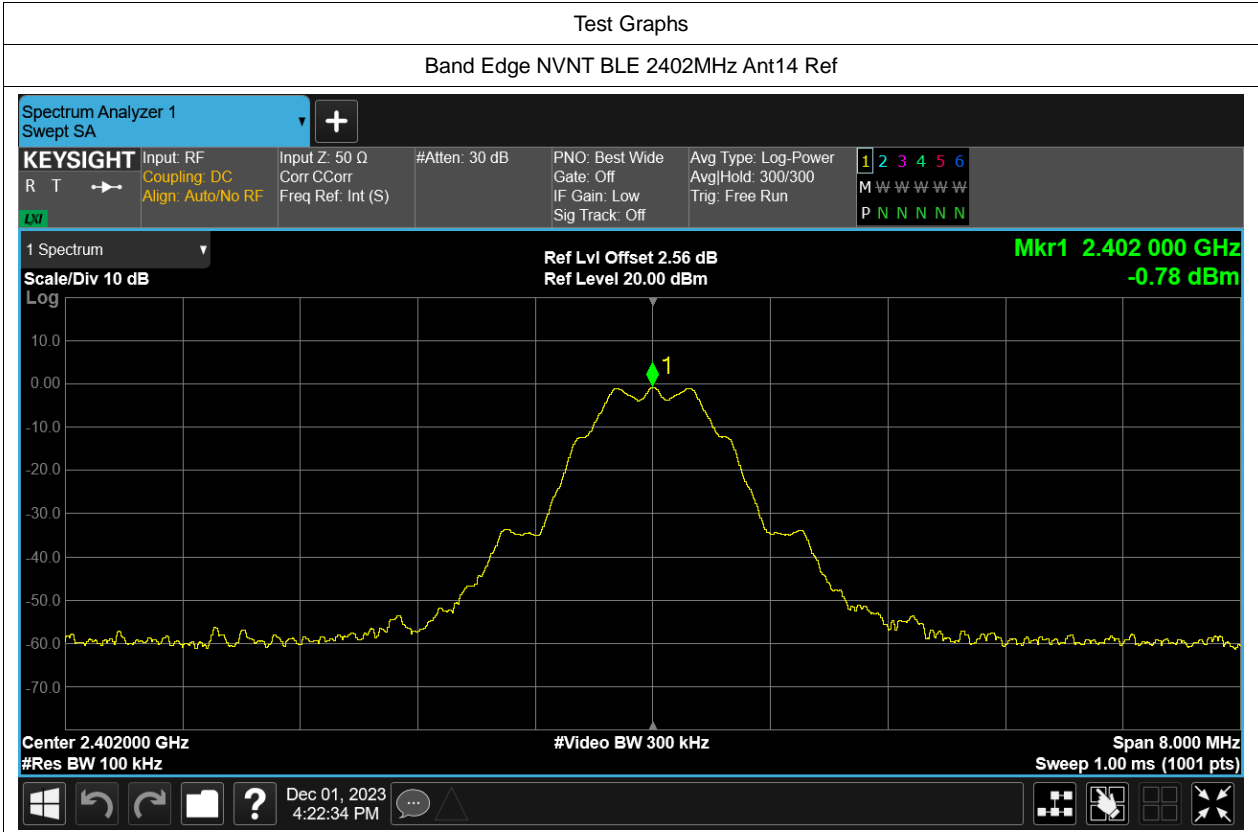 Test Graphs
Band Edge NVNT BLE 2402MHz Ant14 Ref
Spectrum Analyzer 1
Swept SA
KEYSIGHT
R T
LXI
Input: RF
Coupling: DC
Align: Auto/No RF
Input Z: 50 Ω
Corr CCorr
Freq Ref: Int (S)
#Atten: 30 dB
PNO: Best Wide
Gate: Off
IF Gain: Low
Sig Track: Off
Avg Type: Log-Power
Avg|Hold: 300/300
Trig: Free Run
1 2 3 4 5 6
M W W W W W
P N N N N N
1 Spectrum
Scale/Div 10 dB
Log
Ref Lvl Offset 2.56 dB
Ref Level 20.00 dBm
Mkr1 2.402 000 GHz
-0.78 dBm
10.0
0.00
-10.0
-20.0
-30.0
-40.0
-50.0
-60.0
-70.0
1
Center 2.402000 GHz
#Res BW 100 kHz
#Video BW 300 kHz
Span 8.000 MHz
Sweep 1.00 ms (1001 pts)
?
Dec 01, 2023
4:22:34 PM